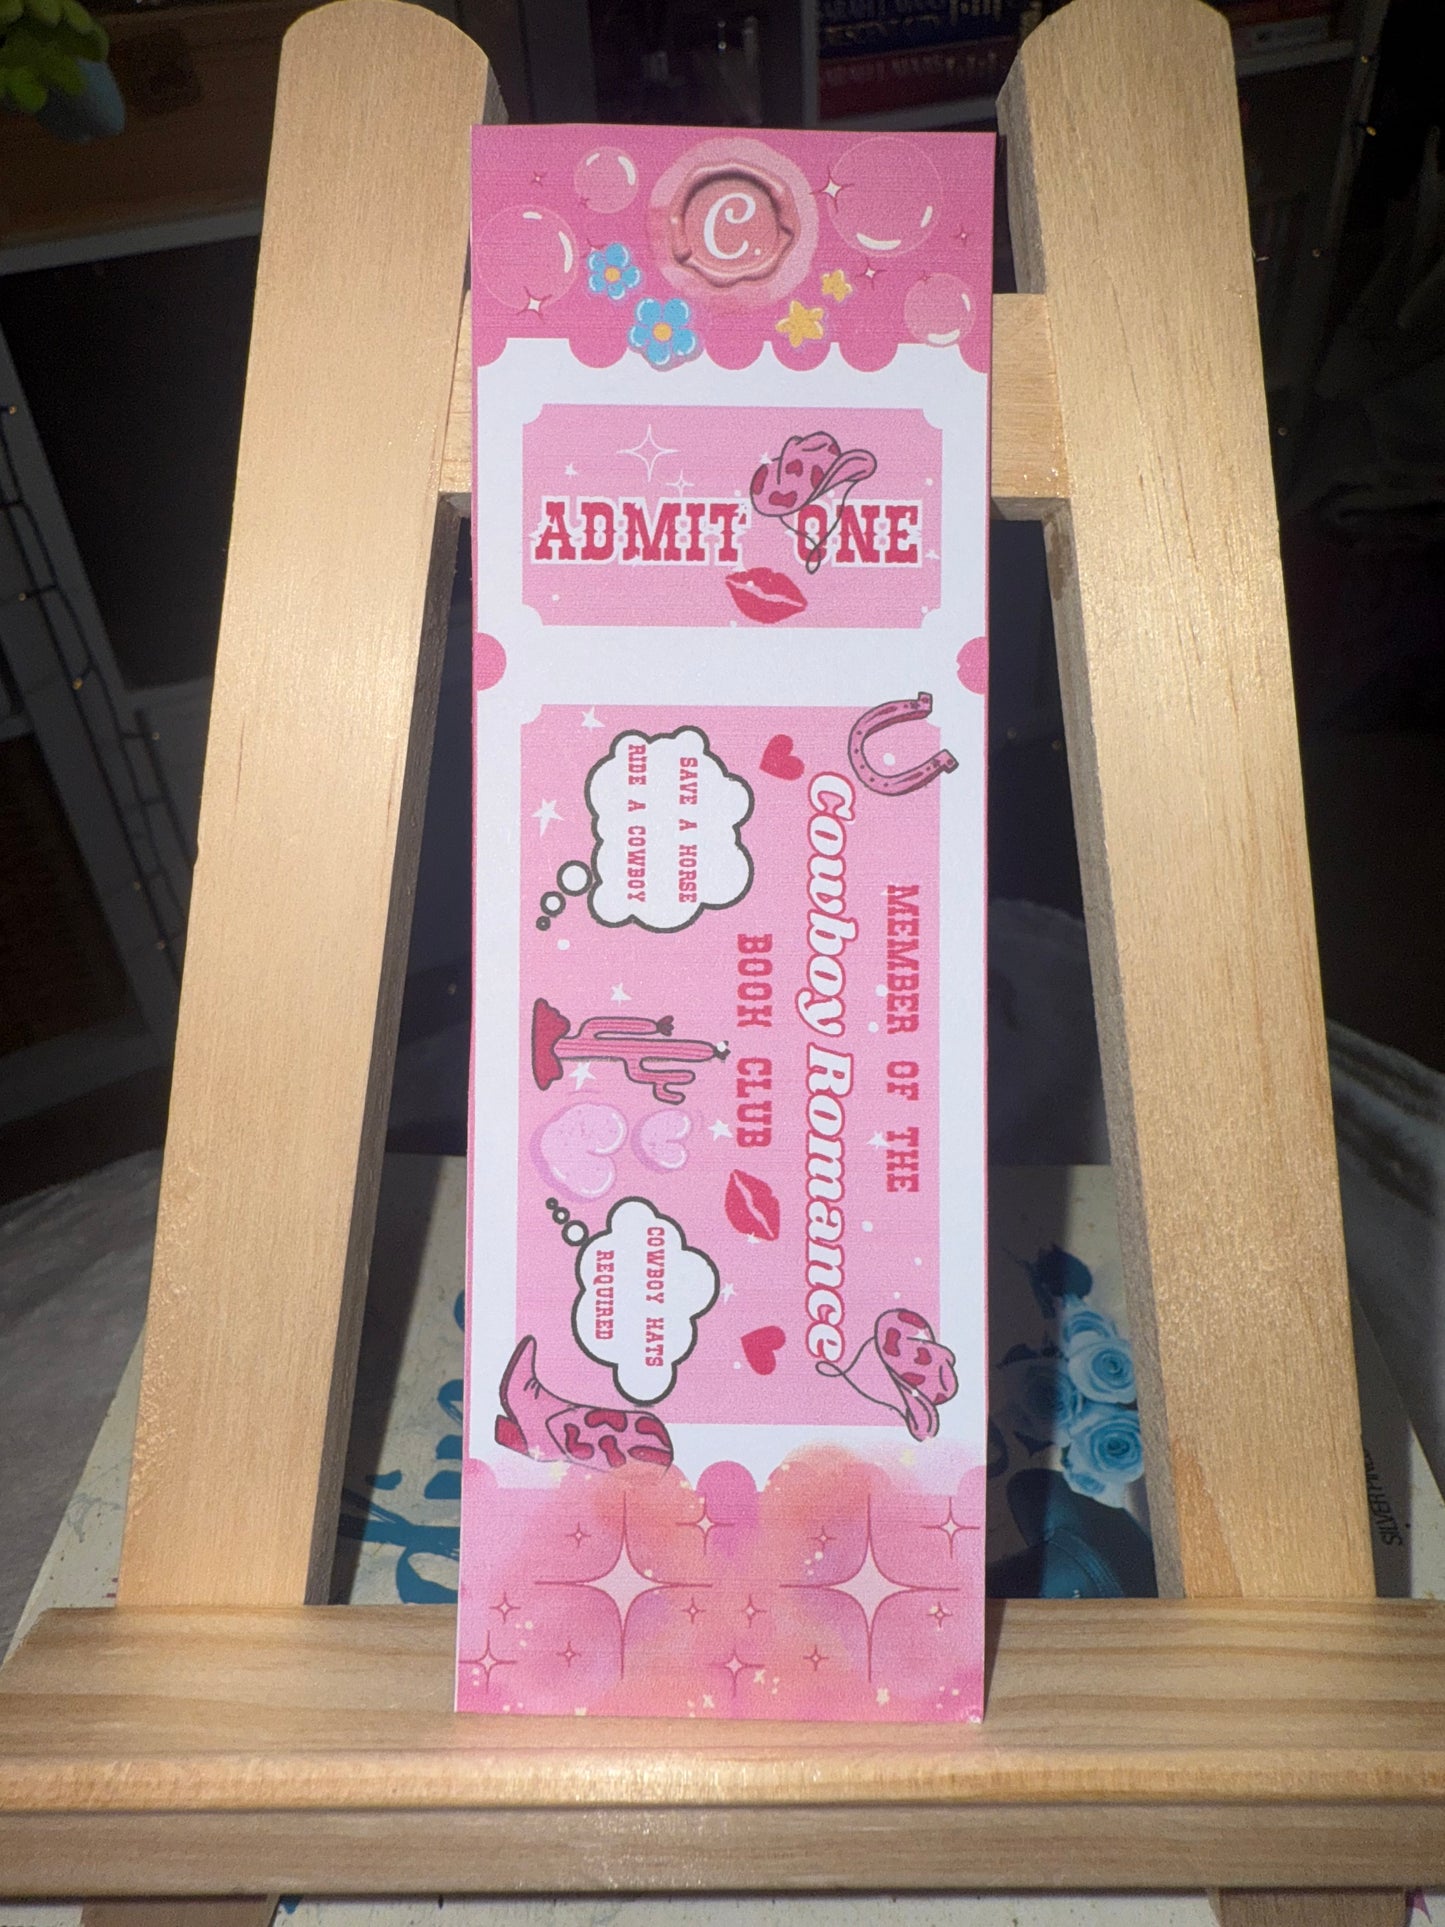 C.
ADMIT ONE
MEMBER OF THE
Cowboy Romance
BOOK CLUB
SAVE A HORSE
RIDE A COWBOY
COWBOY HATS
REQUIRED